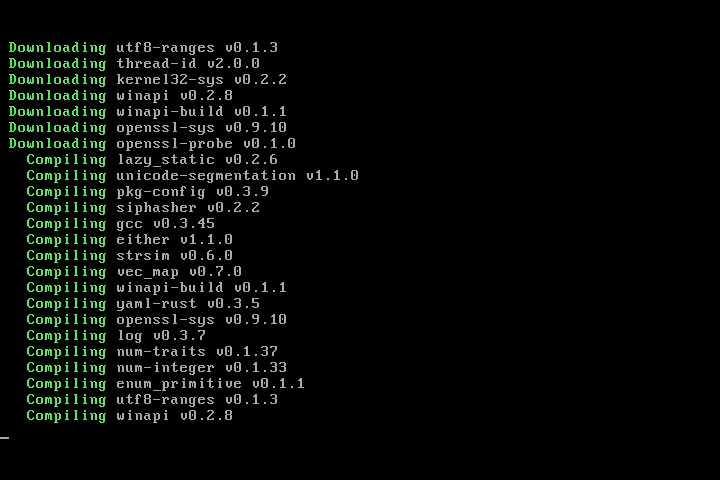 Downloading utf8-ranges v0.1.3
Downloading thread-id v2.0.0
Downloading kernel32-sys v0.2.2
Downloading winapi v0.2.8
Downloading winapi-build v0.1.1
Downloading openssl-sys v0.9.10
Downloading openssl-probe v0.1.0
Compiling lazy_static v0.2.6
Compiling unicode-segmentation v1.1.0
Compiling pkg-config v0.3.9
Compiling siphasher v0.2.2
Compiling gcc v0.3.45
Compiling either v1.1.0
Compiling strsim v0.6.0
Compiling vec_map v0.7.0
Compiling winapi-build v0.1.1
Compiling yaml-rust v0.3.5
Compiling openssl-sys v0.9.10
Compiling log v0.3.7
Compiling num-traits v0.1.37
Compiling num-integer v0.1.33
Compiling enum_primitive v0.1.1
Compiling utf8-ranges v0.1.3
Compiling winapi v0.2.8